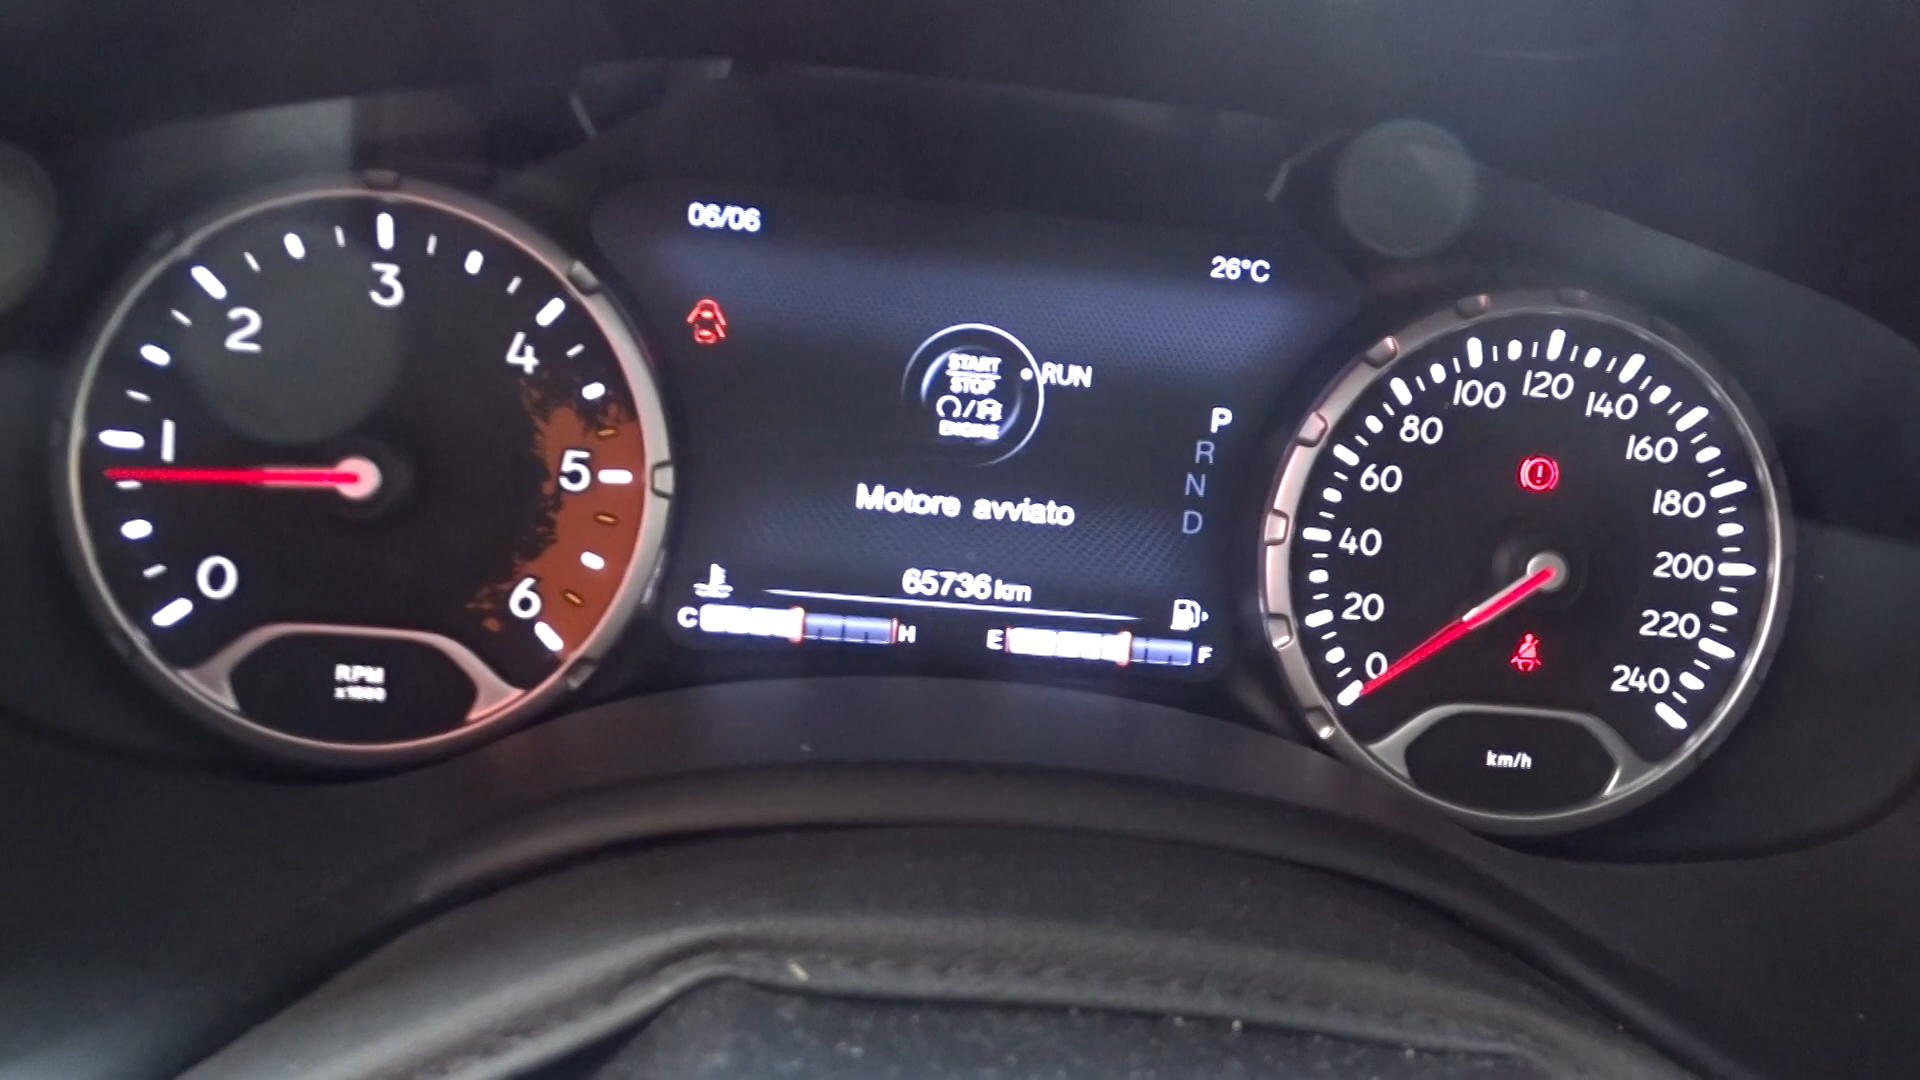 0
1
2
3
4
5
6
RPM
x1000
06/06
26°C
START
STOP
ENGINE
RUN
P
R
N
D
Motore avviato
65736 km
C
H
E
F
0
20
40
60
80
100
120
140
160
180
200
220
240
km/h